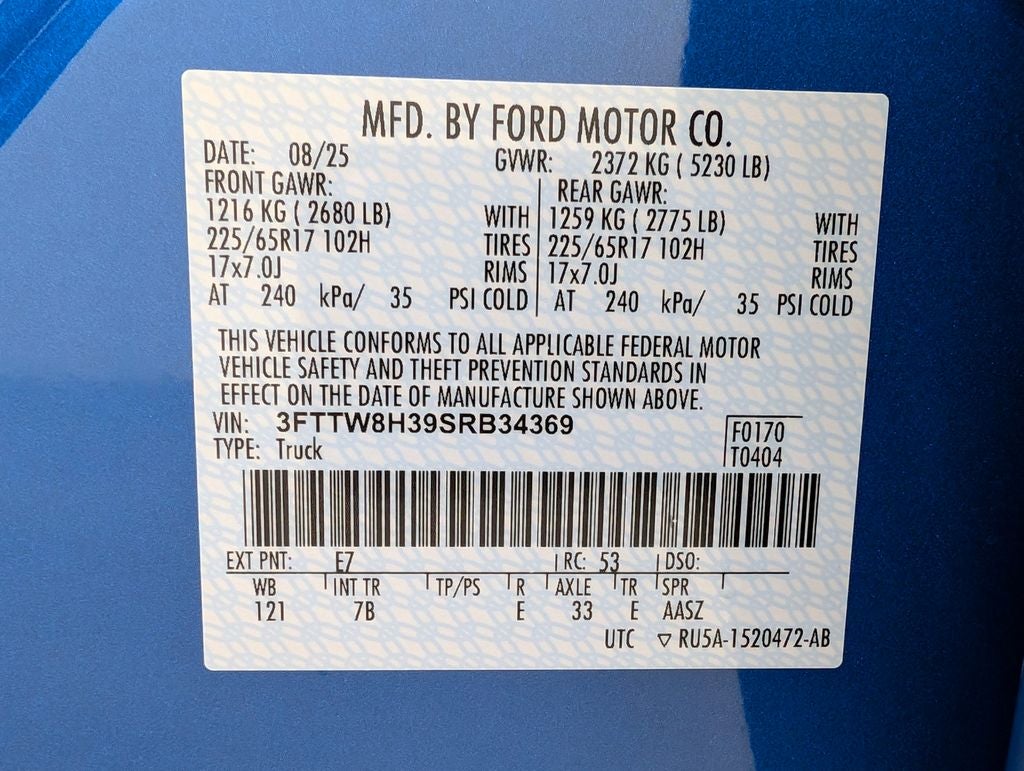 MFD. BY FORD MOTOR CO.
DATE: 08/25 GVWR: 2372 KG ( 5230 LB)
FRONT GAWR: REAR GAWR:
1216 KG ( 2680 LB) WITH 1259 KG ( 2775 LB) WITH
225/65R17 102H TIRES 225/65R17 102H TIRES
17x7.0J RIMS 17x7.0J RIMS
AT 240 kPa/ 35 PSI COLD AT 240 kPa/ 35 PSI COLD
THIS VEHICLE CONFORMS TO ALL APPLICABLE FEDERAL MOTOR
VEHICLE SAFETY AND THEFT PREVENTION STANDARDS IN
EFFECT ON THE DATE OF MANUFACTURE SHOWN ABOVE.
VIN: 3FTTW8H39SRB34369 F0170
TYPE: Truck T0404
EXT PNT: E7 RC: 53 DSO:
WB INT TR TP/PS R AXLE TR SPR
121 7B E 33 E AASZ
UTC ▽ RU5A-1520472-AB